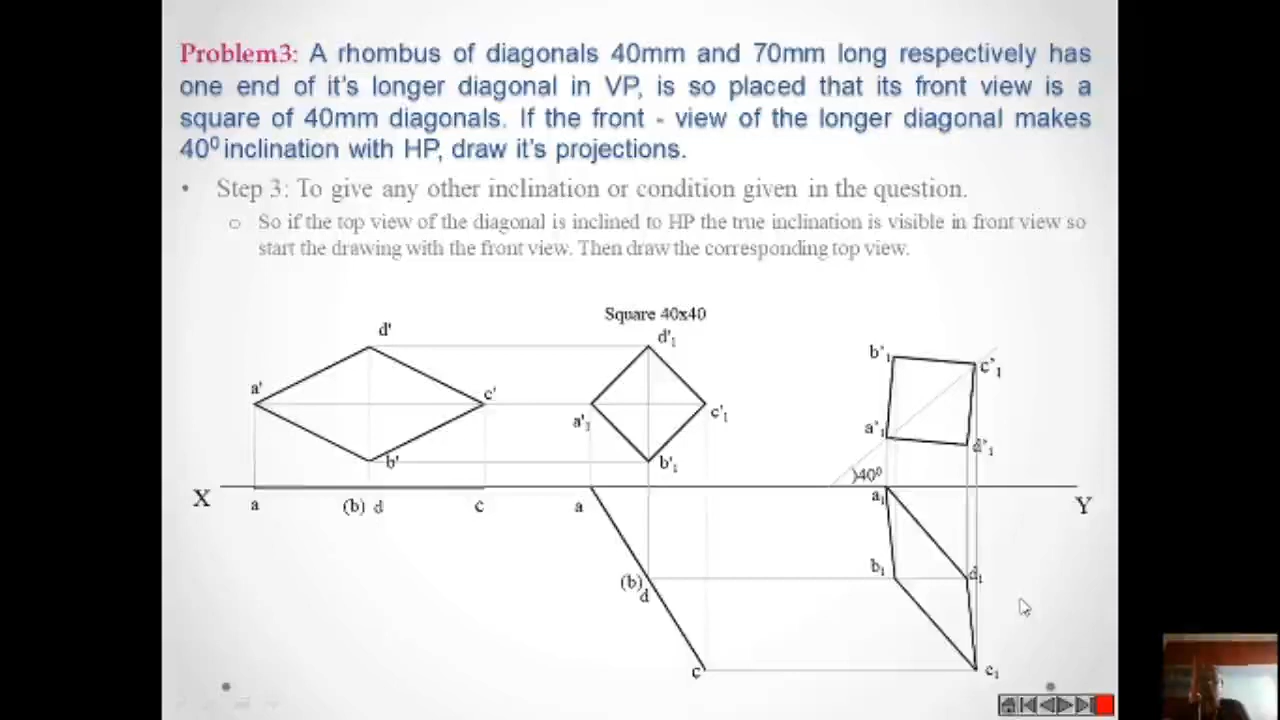 Problem3: A rhombus of diagonals 40mm and 70mm long respectively has
one end of it's longer diagonal in VP, is so placed that its front view is a
square of 40mm diagonals. If the front - view of the longer diagonal makes
40⁰ inclination with HP, draw it's projections.
• Step 3: To give any other inclination or condition given in the question.
o So if the top view of the diagonal is inclined to HP the true inclination is visible in front view so
start the drawing with the front view. Then draw the corresponding top view.
Square 40x40
d'
d'₁
b"₁
c"₁
a'
c'
a'₁
c'₁
a"₁
d"₁
b'
b'₁
40⁰
X
a
(b) d
c
a
a₁
Y
(b)
d
b₁
d₁
c
c₁